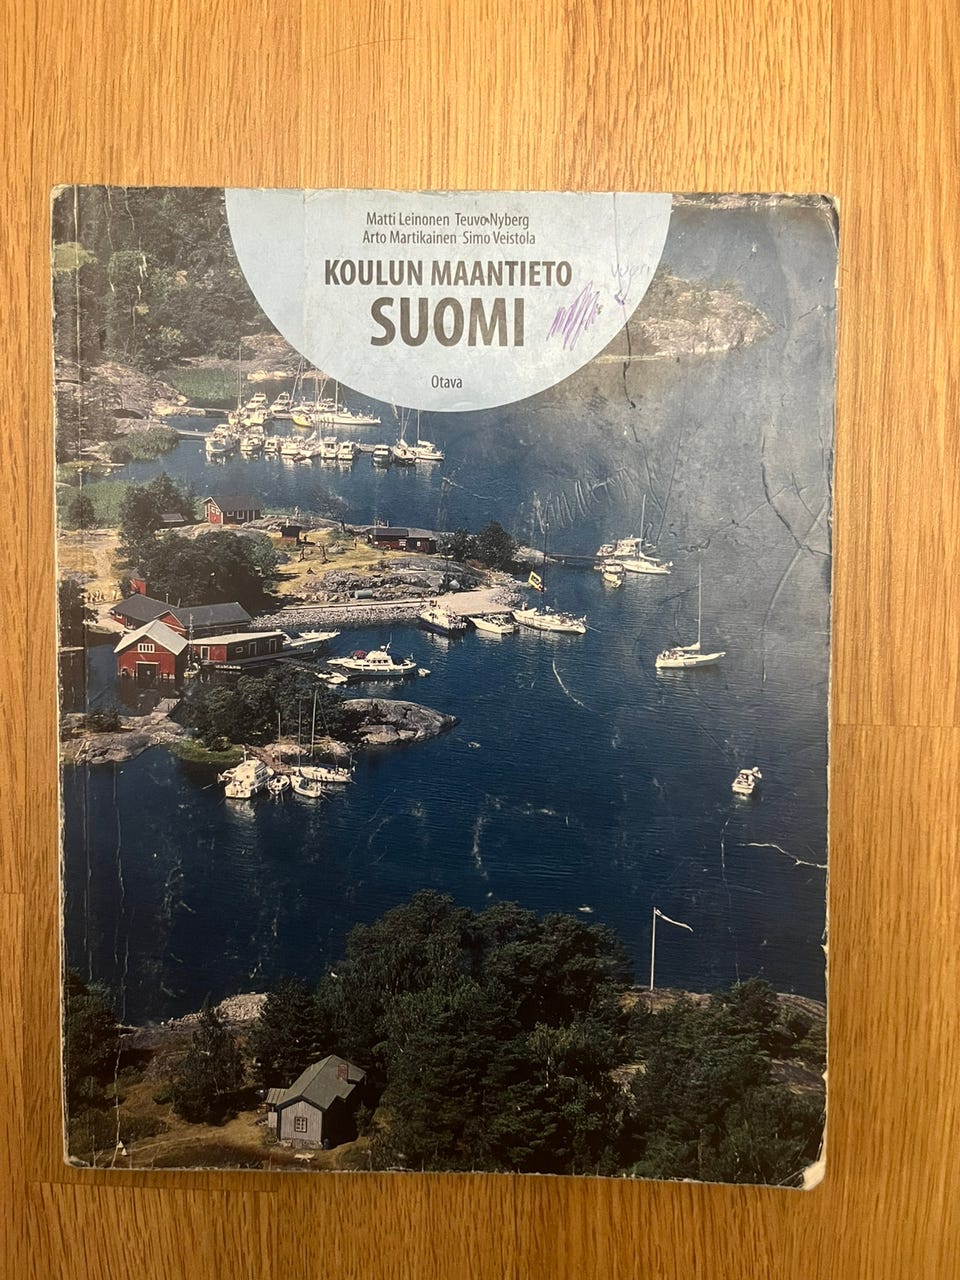 Matti Leinonen Teuvo Nyberg
Arto Martikainen Simo Veistola
KOULUN MAANTIETO
SUOMI
Otava